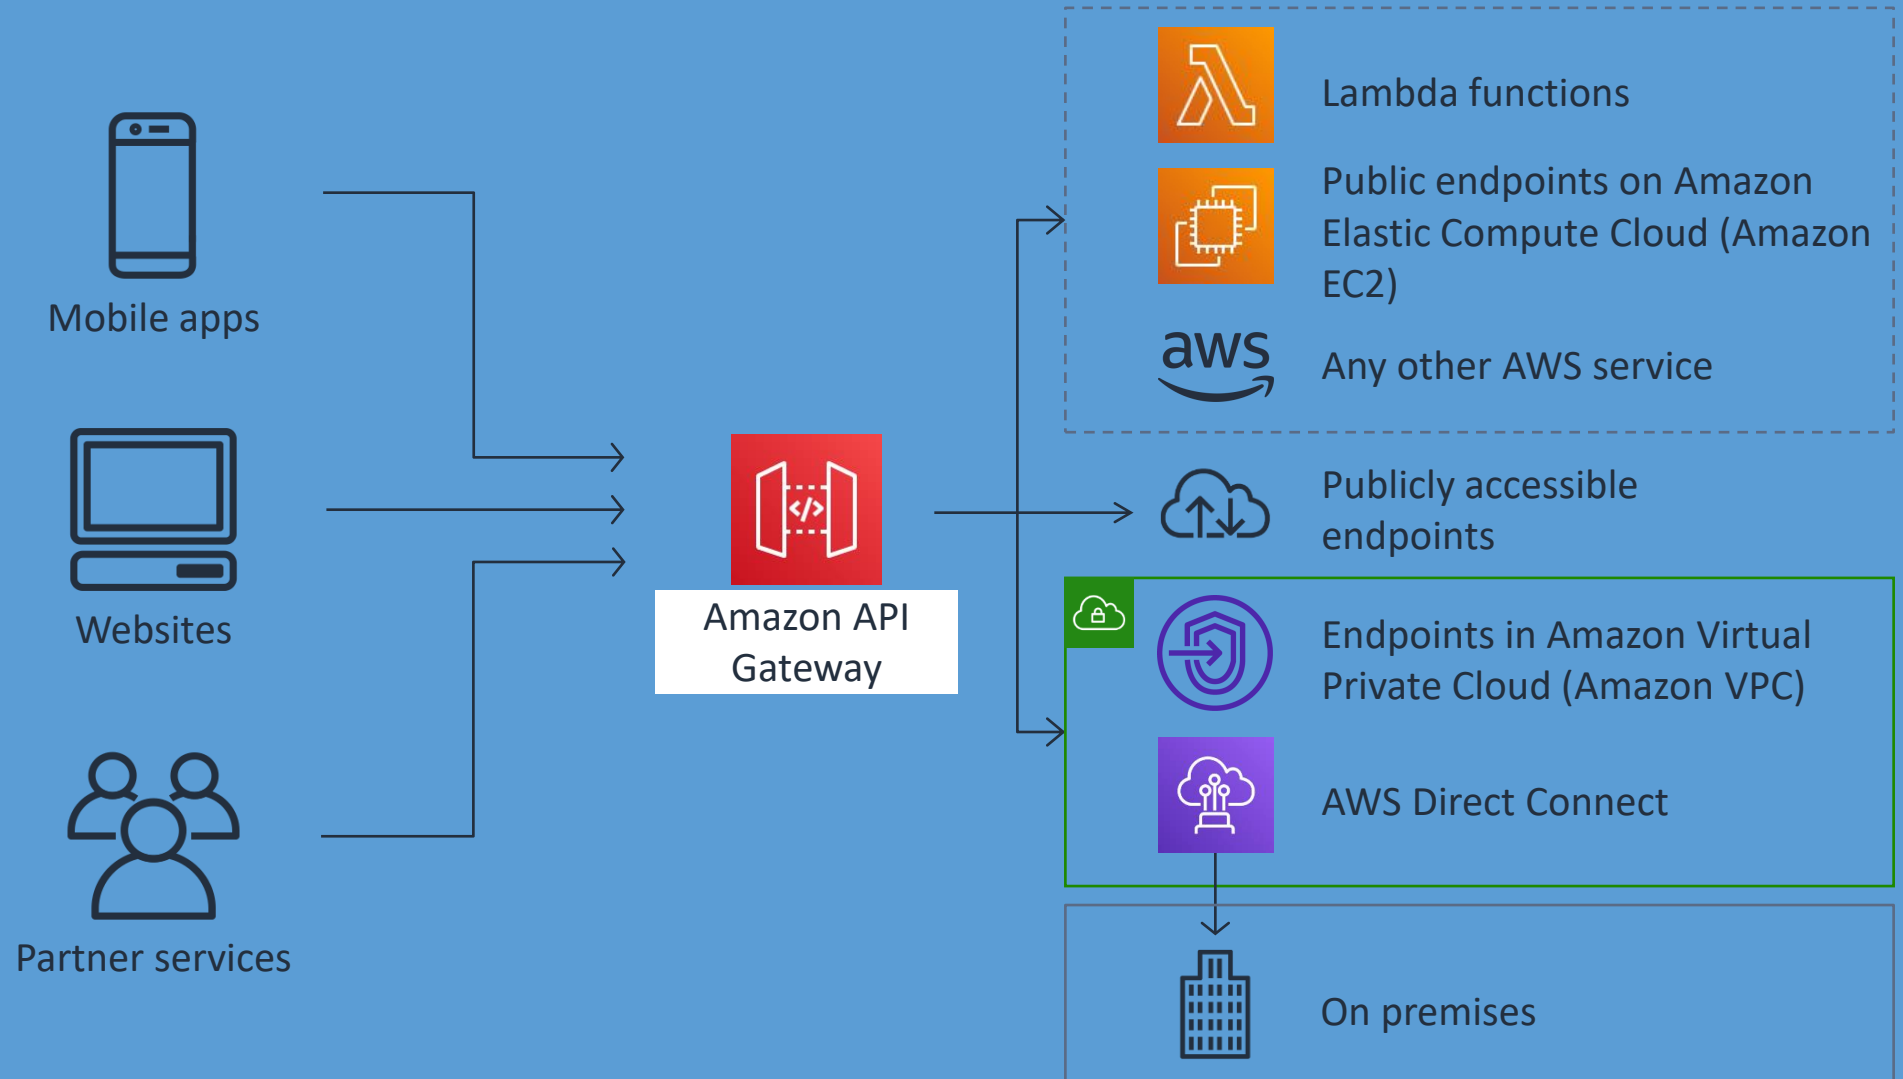 Mobile apps
Websites
Partner services
</>
Amazon API
Gateway
Lambda functions
Public endpoints on Amazon
Elastic Compute Cloud (Amazon
EC2)
aws
Any other AWS service
Publicly accessible
endpoints
Endpoints in Amazon Virtual
Private Cloud (Amazon VPC)
AWS Direct Connect
On premises